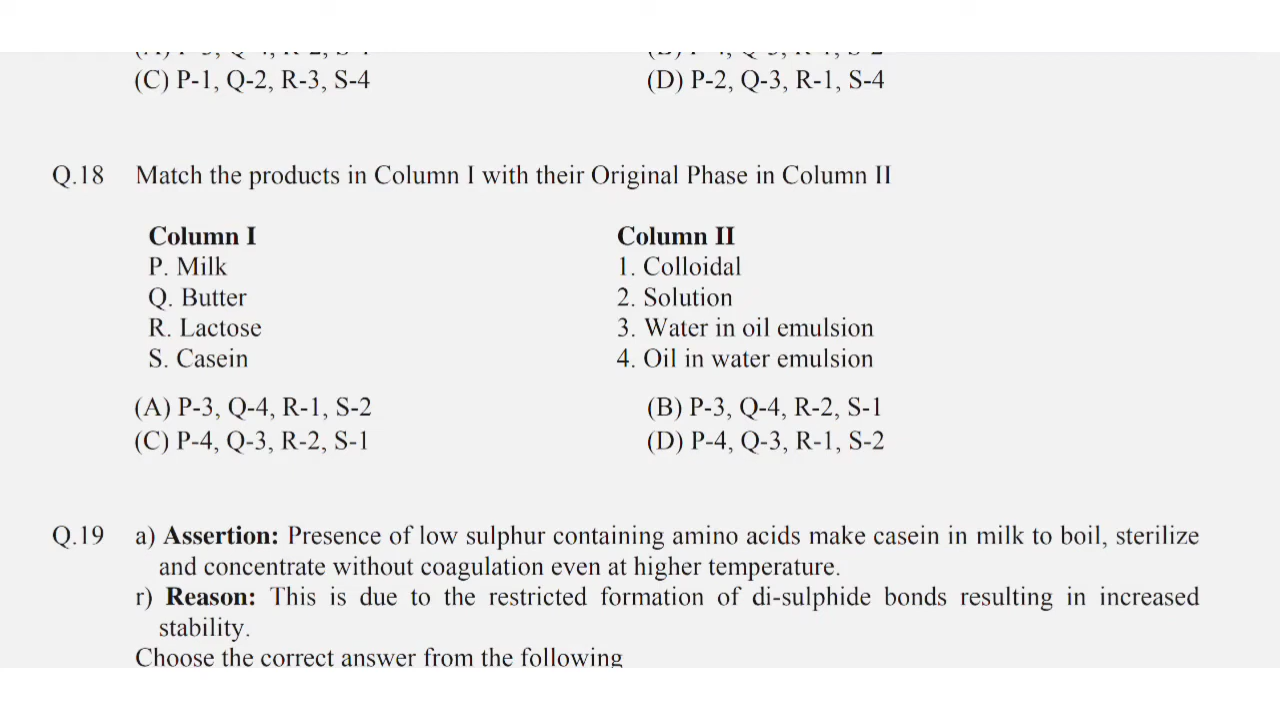 (C) P-1, Q-2, R-3, S-4 (D) P-2, Q-3, R-1, S-4
Q.18 Match the products in Column I with their Original Phase in Column II
Column I Column II
P. Milk 1. Colloidal
Q. Butter 2. Solution
R. Lactose 3. Water in oil emulsion
S. Casein 4. Oil in water emulsion
(A) P-3, Q-4, R-1, S-2 (B) P-3, Q-4, R-2, S-1
(C) P-4, Q-3, R-2, S-1 (D) P-4, Q-3, R-1, S-2
Q.19 a) Assertion: Presence of low sulphur containing amino acids make casein in milk to boil, sterilize
and concentrate without coagulation even at higher temperature.
r) Reason: This is due to the restricted formation of di-sulphide bonds resulting in increased
stability.
Choose the correct answer from the following